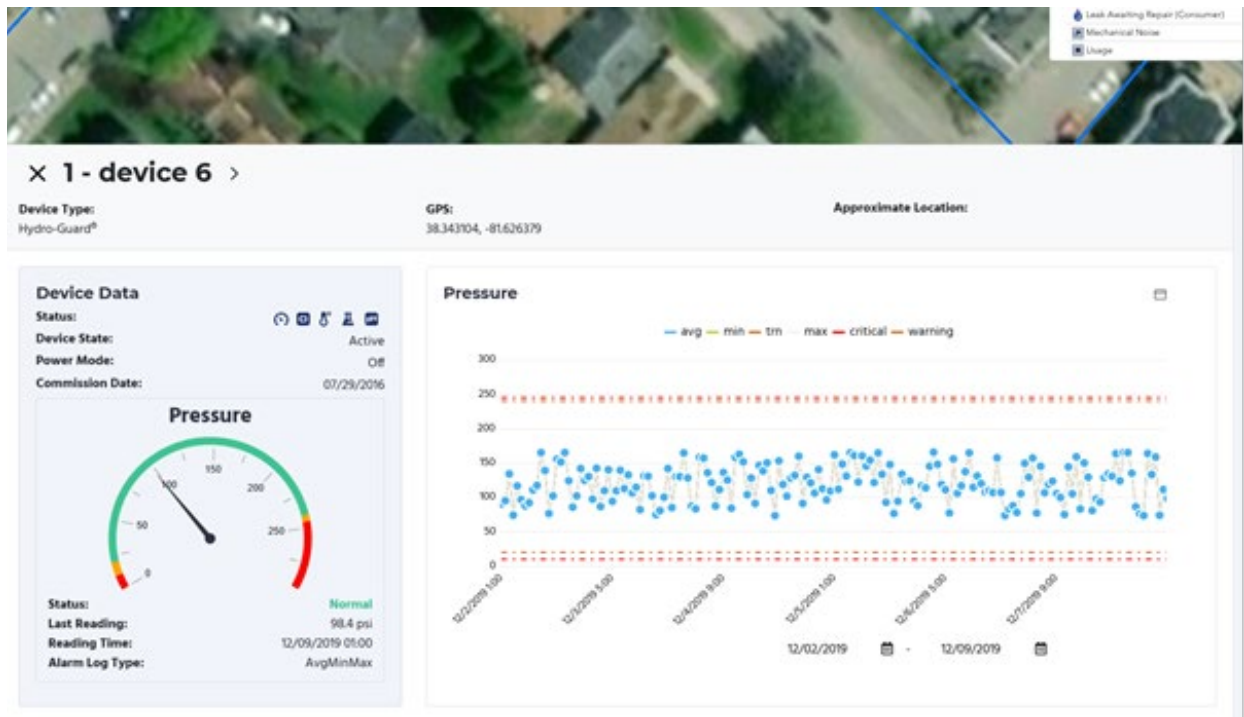 Leak Awaiting Repair (Consumer)
Mechanical Noise
Usage
1 - device 6
Device Type:
Hydro-Guard®
GPS:
38.343104, -81.626379
Approximate Location:
Device Data
Status:
Device State:
Active
Power Mode:
Off
Commission Date:
07/29/2016
Pressure
0
50
100
150
200
250
Status:
Normal
Last Reading:
98.4 psi
Reading Time:
12/09/2019 01:00
Alarm Log Type:
AvgMinMax
Pressure
avg min trn max critical warning
300
250
200
150
100
50
0
12/2/2019 1:00
12/3/2019 5:00
12/4/2019 9:00
12/5/2019 1:00
12/6/2019 5:00
12/7/2019 9:00
12/02/2019 - 12/09/2019